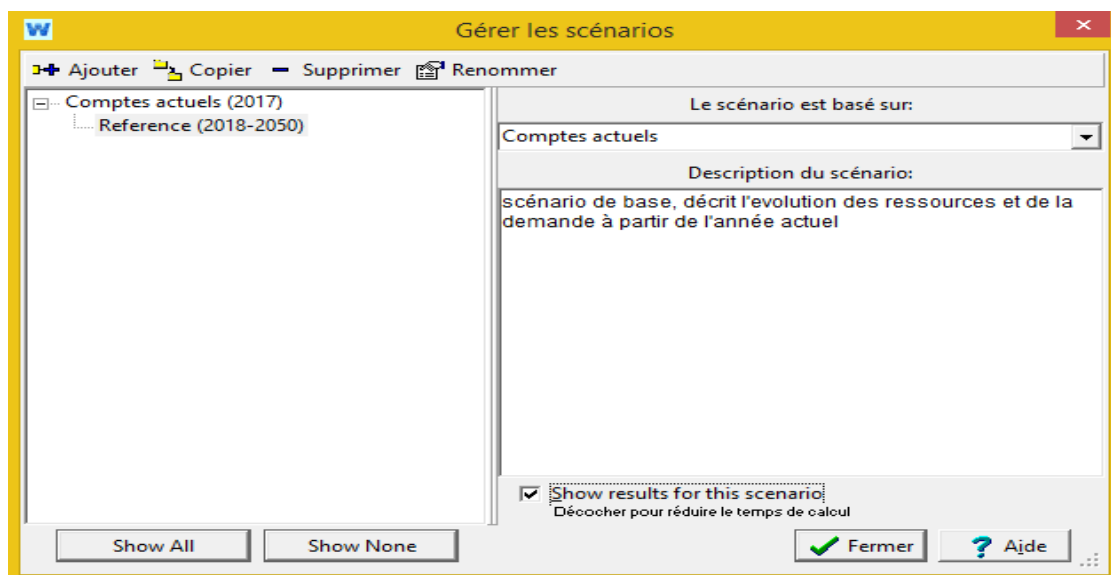 Gérer les scénarios
Ajouter Copier Supprimer Renommer
Comptes actuels (2017)
Reference (2018-2050)
Le scénario est basé sur:
Comptes actuels
Description du scénario:
scénario de base, décrit l'evolution des ressources et de la
demande à partir de l'année actuel
Show results for this scenario
Décocher pour réduire le temps de calcul
Show All Show None Fermer ? Aide